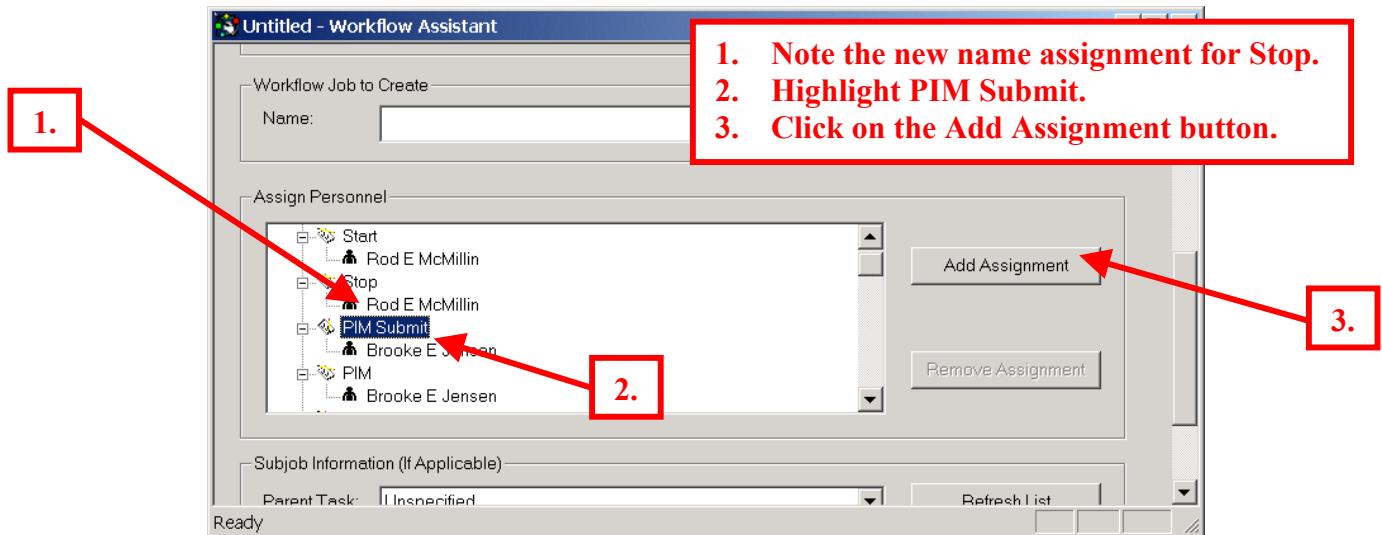 Untitled - Workflow Assistant
1. Note the new name assignment for Stop.
2. Highlight PIM Submit.
3. Click on the Add Assignment button.
Workflow Job to Create
Name:
1.
Assign Personnel
Start
Rod E McMillin
Add Assignment
Stop
Rod E McMillin
3.
PIM Submit
Brooke E Jensen
PIM
Remove Assignment
2.
Brooke E Jensen
Subjob Information (If Applicable)
Parent Task: Unspecified Refresh List
Ready